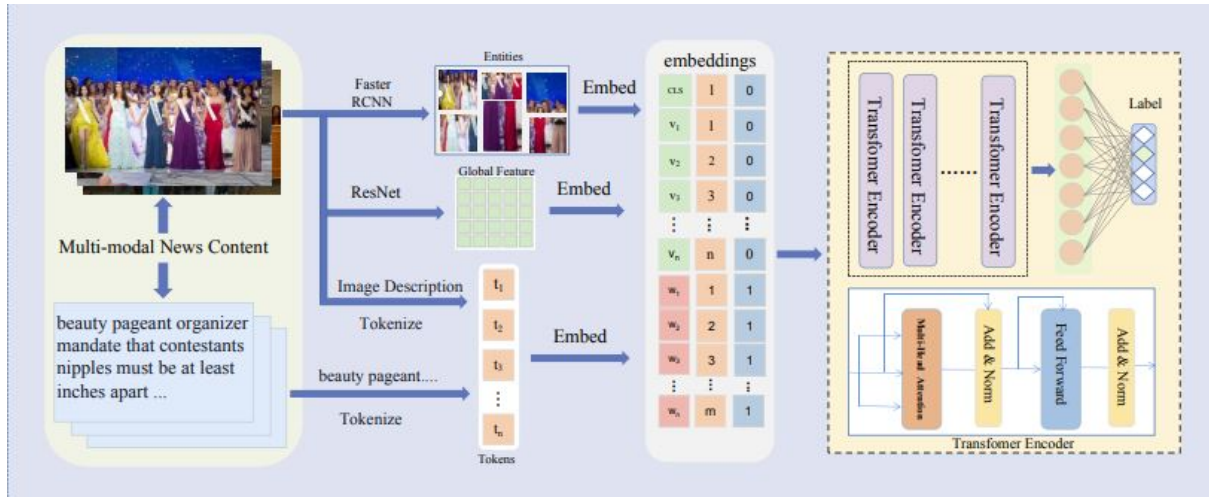 Multi-modal News Content
beauty pageant organizer
mandate that contestants
nipples must be at least
inches apart ...
Faster
RCNN
ResNet
Image Description
Tokenize
beauty pageant....
Tokenize
Entities
Global Feature
t₁
t₂
t₃
⋮
tₙ
Tokens
Embed
Embed
Embed
embeddings
CLS 1 0
v₁ 1 0
v₂ 2 0
v₃ 3 0
⋮ ⋮ ⋮
vₙ n 0
w₁ 1 1
w₂ 2 1
w₃ 3 1
⋮ ⋮ ⋮
wₙ m 1
Transfomer Encoder
Transfomer Encoder
......
Transfomer Encoder
Label
Multi-Head Attention
Add & Norm
Feed Forward
Add & Norm
Transfomer Encoder